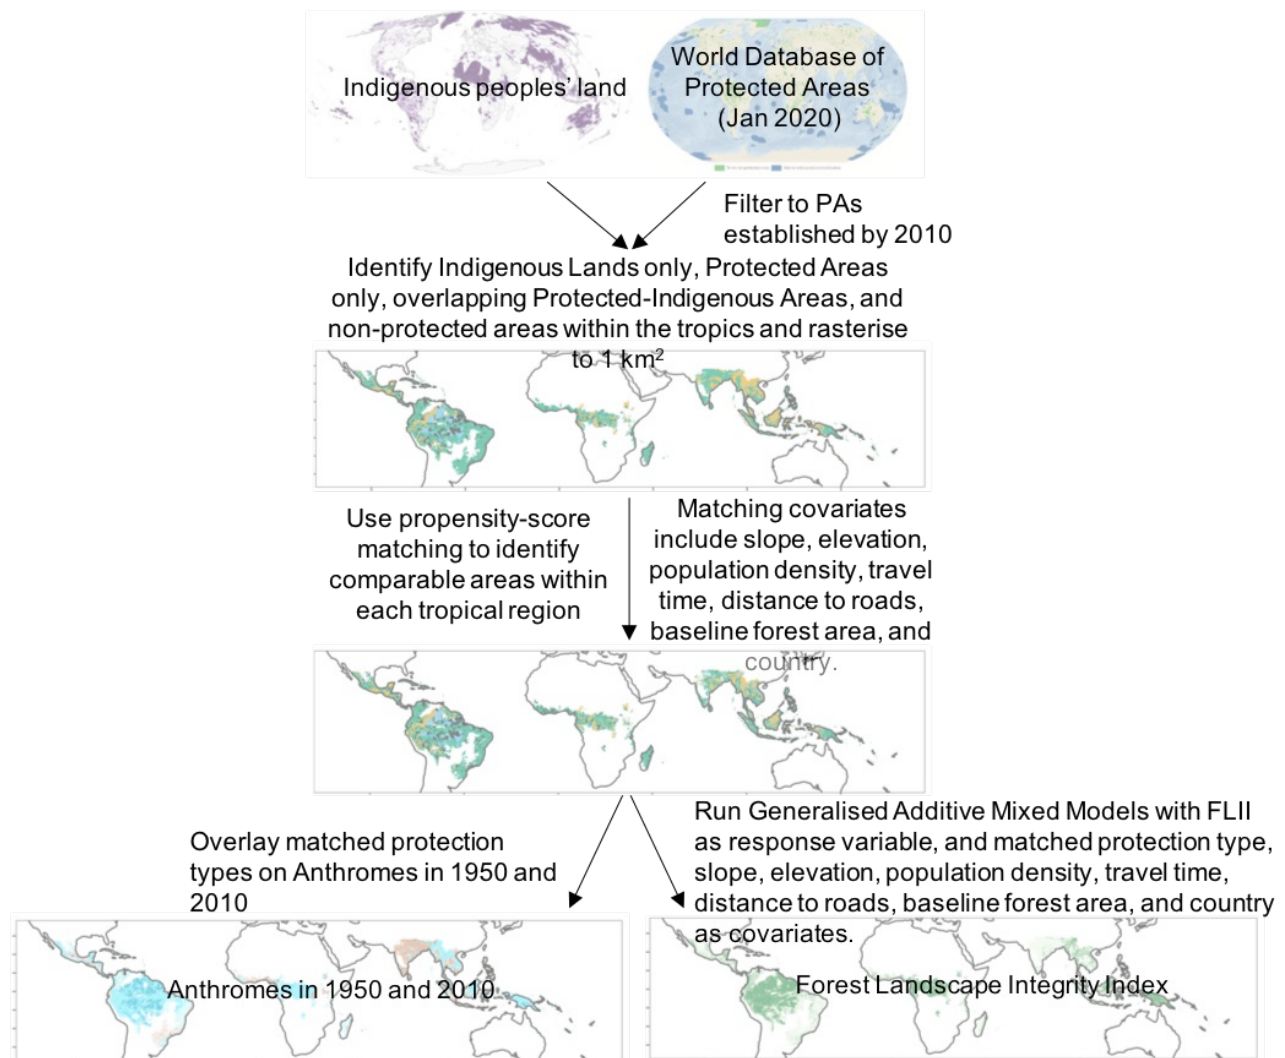 Indigenous peoples' land
World Database of
Protected Areas
(Jan 2020)
Filter to PAs
established by 2010
Identify Indigenous Lands only, Protected Areas
only, overlapping Protected-Indigenous Areas, and
non-protected areas within the tropics and rasterise
to 1 km²
Use propensity-score
matching to identify
comparable areas within
each tropical region
Matching covariates
include slope, elevation,
population density, travel
time, distance to roads,
baseline forest area, and
country.
Overlay matched protection
types on Anthromes in 1950 and
2010
Run Generalised Additive Mixed Models with FLII
as response variable, and matched protection type,
slope, elevation, population density, travel time,
distance to roads, baseline forest area, and country
as covariates.
Anthromes in 1950 and 2010
Forest Landscape Integrity Index